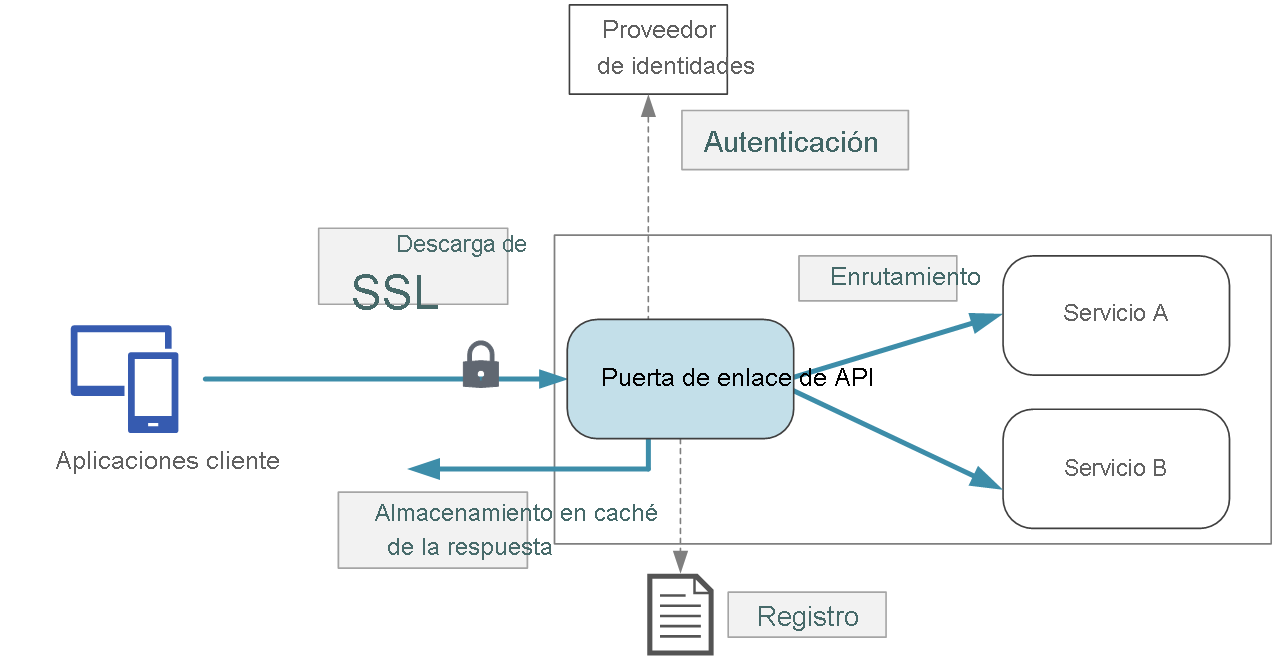 Proveedor
de identidades
Autenticación
Descarga de
SSL
Enrutamiento
Servicio A
Puerta de enlace de API
Aplicaciones cliente
Servicio B
Almacenamiento en caché
de la respuesta
Registro